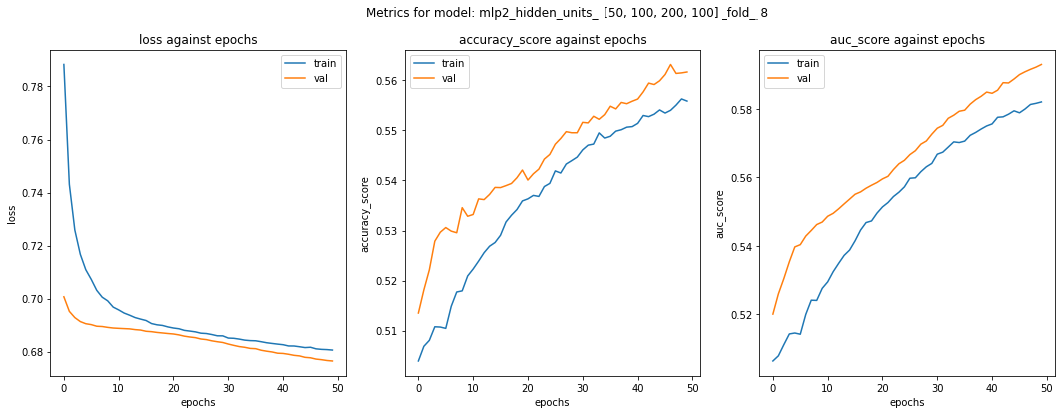 Metrics for model: mlp2_hidden_units_ [50, 100, 200, 100] _fold_ 8
loss against epochs
train
val
0.78
0.76
0.74
0.72
0.70
0.68
loss
0 10 20 30 40 50
epochs
accuracy_score against epochs
train
val
0.56
0.55
0.54
0.53
0.52
0.51
accuracy_score
0 10 20 30 40 50
epochs
auc_score against epochs
train
val
0.58
0.56
0.54
0.52
auc_score
0 10 20 30 40 50
epochs